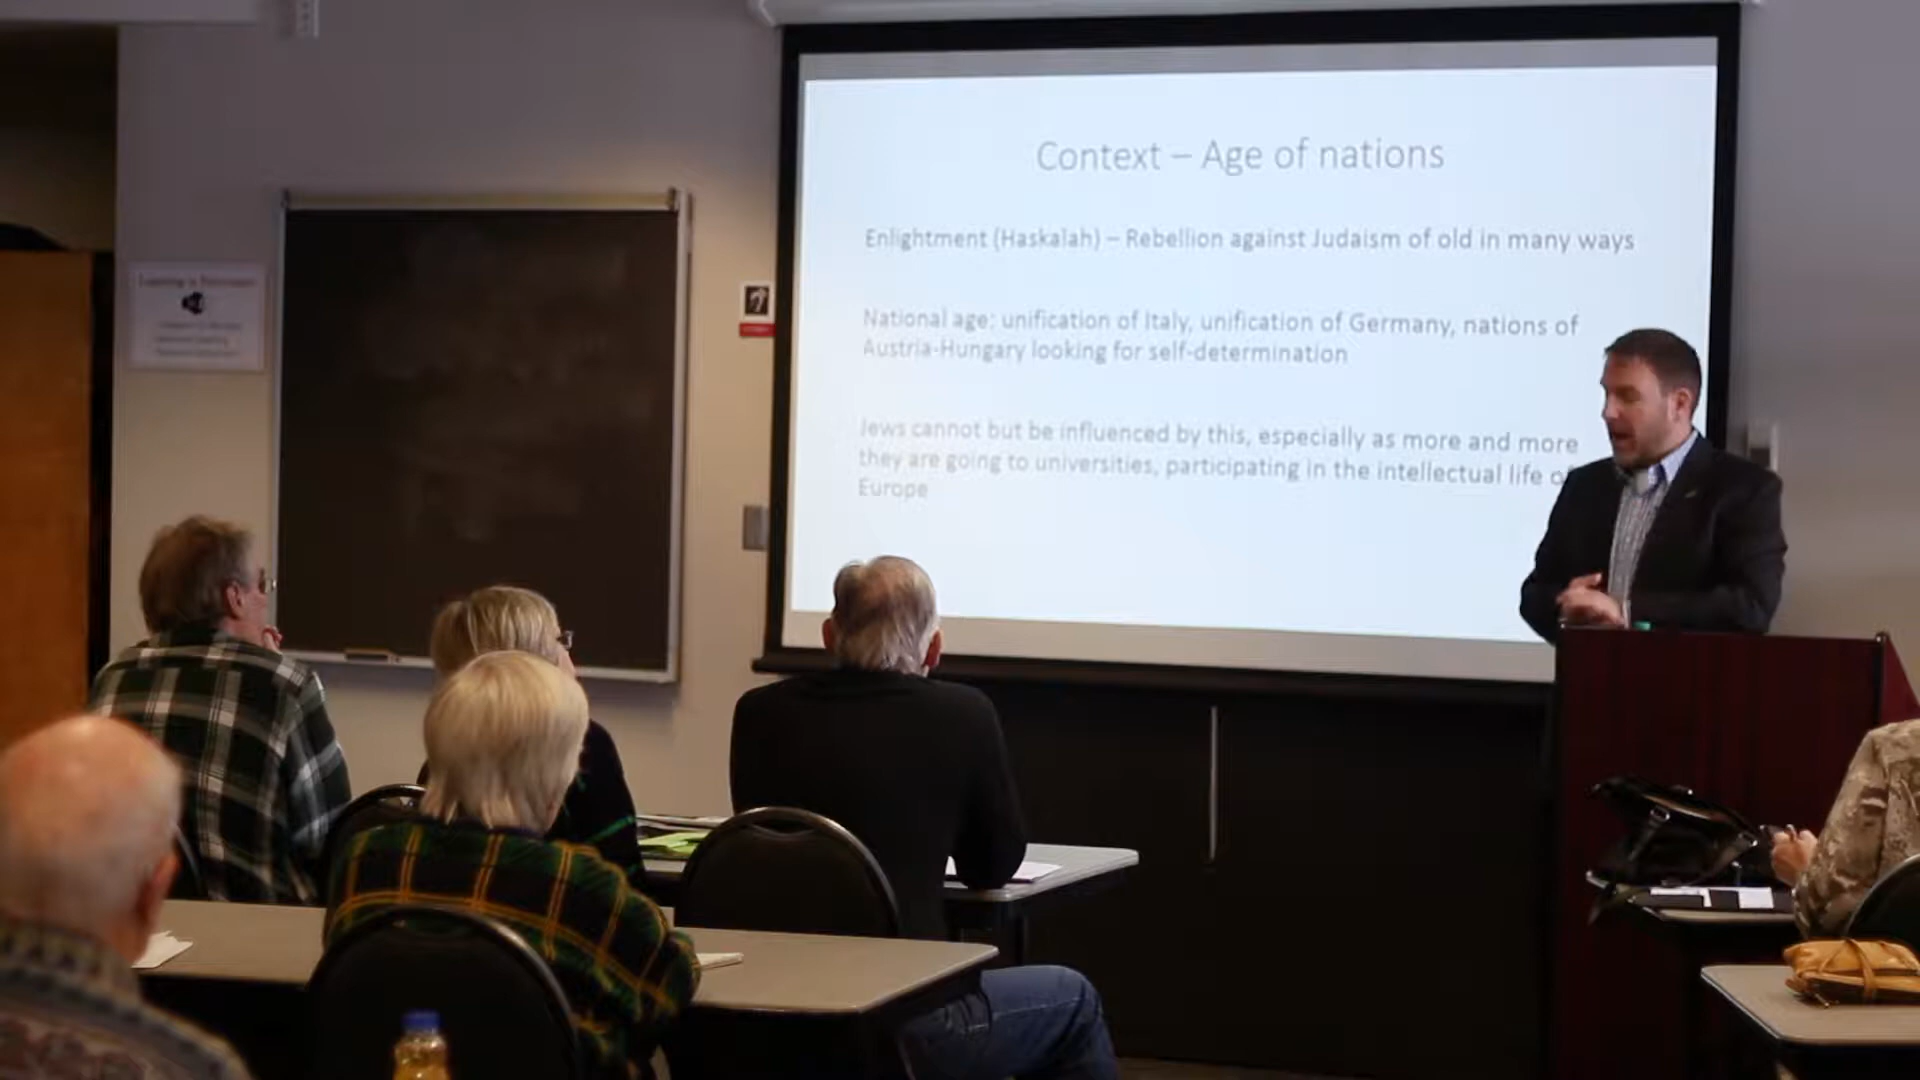 Context – Age of nations
Enlightment (Haskalah) – Rebellion against Judaism of old in many ways
National age: unification of Italy, unification of Germany, nations of
Austria-Hungary looking for self-determination
Jews cannot but be influenced by this, especially as more and more
they are going to universities, participating in the intellectual life of
Europe